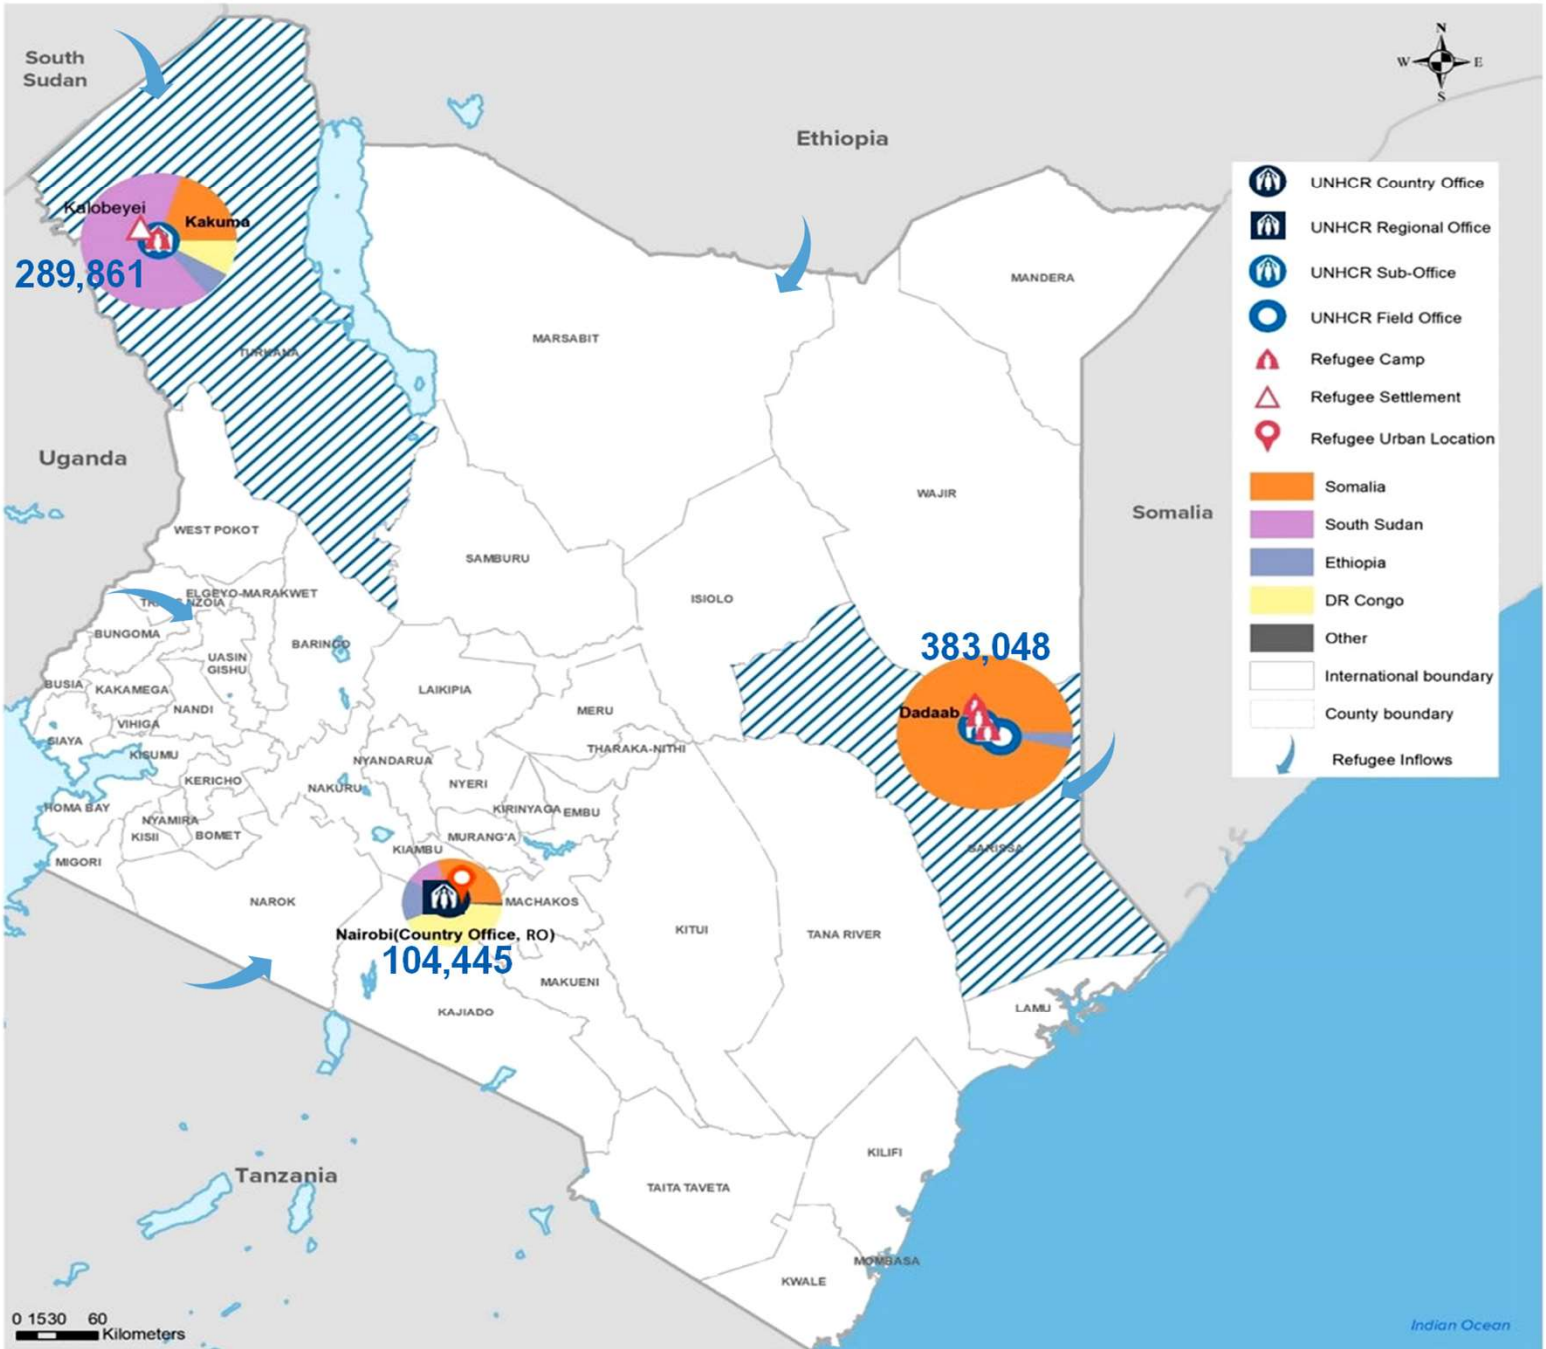 South
Sudan
Ethiopia
N
W
E
S
UNHCR Country Office
UNHCR Regional Office
UNHCR Sub-Office
UNHCR Field Office
Refugee Camp
Refugee Settlement
Refugee Urban Location
Somalia
South Sudan
Ethiopia
DR Congo
Other
International boundary
County boundary
Refugee Inflows
Kalobeyei
Kakuma
289,861
MANDERA
MARSABIT
TURKANA
Uganda
WAJIR
Somalia
WEST POKOT
SAMBURU
ISIOLO
ELGEYO-MARAKWET
BUNGOMA
BARINGO
UASIN
GISHU
383,048
BUSIA
KAKAMEGA
LAIKIPIA
NANDI
MERU
Dadaab
VIHIGA
SIAYA
KISUMU
THARAKA-NITHI
NYANDARUA
KERICHO
NAKURU
NYERI
HOMA BAY
KIRINYAGA
EMBU
NYAMIRA
KISII
BOMET
MURANG'A
KIAMBU
GARISSA
MIGORI
NAROK
MACHAKOS
KITUI
TANA RIVER
Nairobi(Country Office, RO)
104,445
MAKUENI
KAJIADO
LAMU
Tanzania
KILIFI
TAITA TAVETA
MOMBASA
KWALE
0 1530 60
Kilometers
Indian Ocean